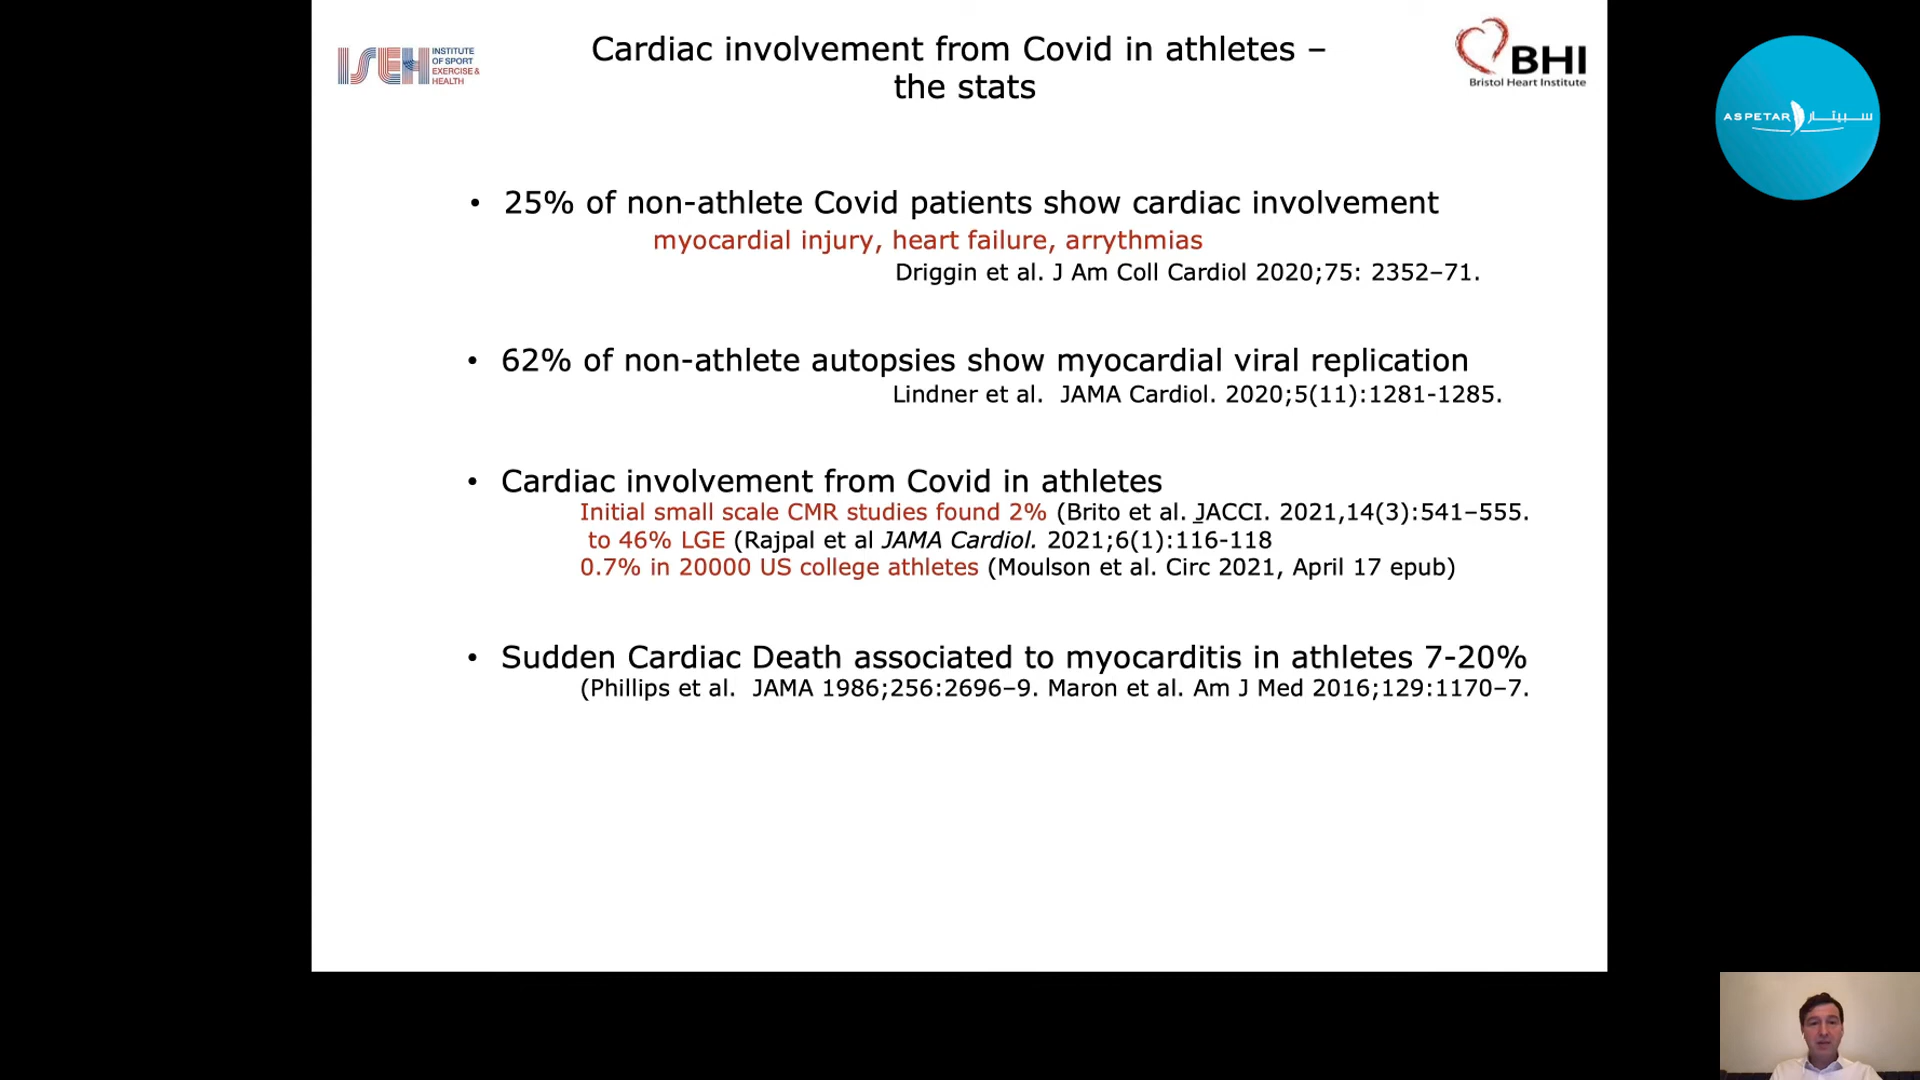 INSTITUTE
OF SPORT
EXERCISE &
HEALTH
ISEH
Cardiac involvement from Covid in athletes –
the stats
BHI
Bristol Heart Institute
ASPETAR سبيتار
• 25% of non-athlete Covid patients show cardiac involvement
myocardial injury, heart failure, arrythmias
Driggin et al. J Am Coll Cardiol 2020;75: 2352–71.
• 62% of non-athlete autopsies show myocardial viral replication
Lindner et al. JAMA Cardiol. 2020;5(11):1281-1285.
• Cardiac involvement from Covid in athletes
Initial small scale CMR studies found 2% (Brito et al. JACCI. 2021,14(3):541–555.
to 46% LGE (Rajpal et al JAMA Cardiol. 2021;6(1):116-118
0.7% in 20000 US college athletes (Moulson et al. Circ 2021, April 17 epub)
• Sudden Cardiac Death associated to myocarditis in athletes 7-20%
(Phillips et al. JAMA 1986;256:2696–9. Maron et al. Am J Med 2016;129:1170–7.